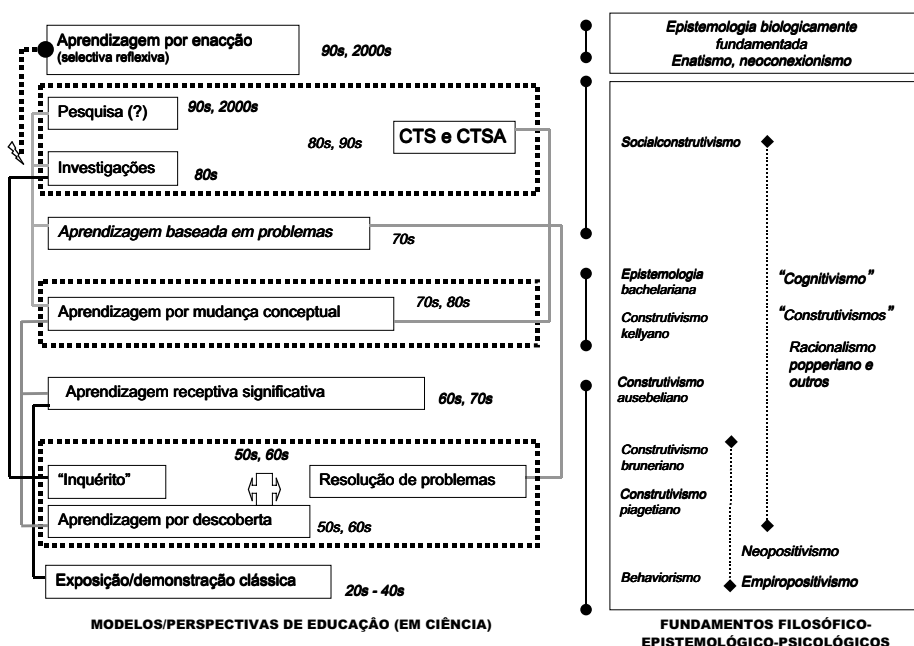 Aprendizagem por enacção
(selectiva reflexiva)
90s, 2000s
Pesquisa (?)
90s, 2000s
80s, 90s
CTS e CTSA
Investigações
80s
Aprendizagem baseada em problemas
70s
Aprendizagem por mudança conceptual
70s, 80s
Aprendizagem receptiva significativa
60s, 70s
50s, 60s
“Inquérito”
Resolução de problemas
Aprendizagem por descoberta
50s, 60s
Exposição/demonstração clássica
20s - 40s
MODELOS/PERSPECTIVAS DE EDUCAÇÂO (EM CIÊNCIA)
Epistemologia biologicamente
fundamentada
Enatismo, neoconexionismo
Socialconstrutivismo
Epistemologia
bachelariana
“Cognitivismo”
Construtivismo
kellyano
“Construtivismos”
Racionalismo
popperiano e
outros
Construtivismo
ausebeliano
Construtivismo
bruneriano
Construtivismo
piagetiano
Neopositivismo
Behaviorismo
Empiropositivismo
FUNDAMENTOS FILOSÓFICO-
EPISTEMOLÓGICO-PSICOLÓGICOS